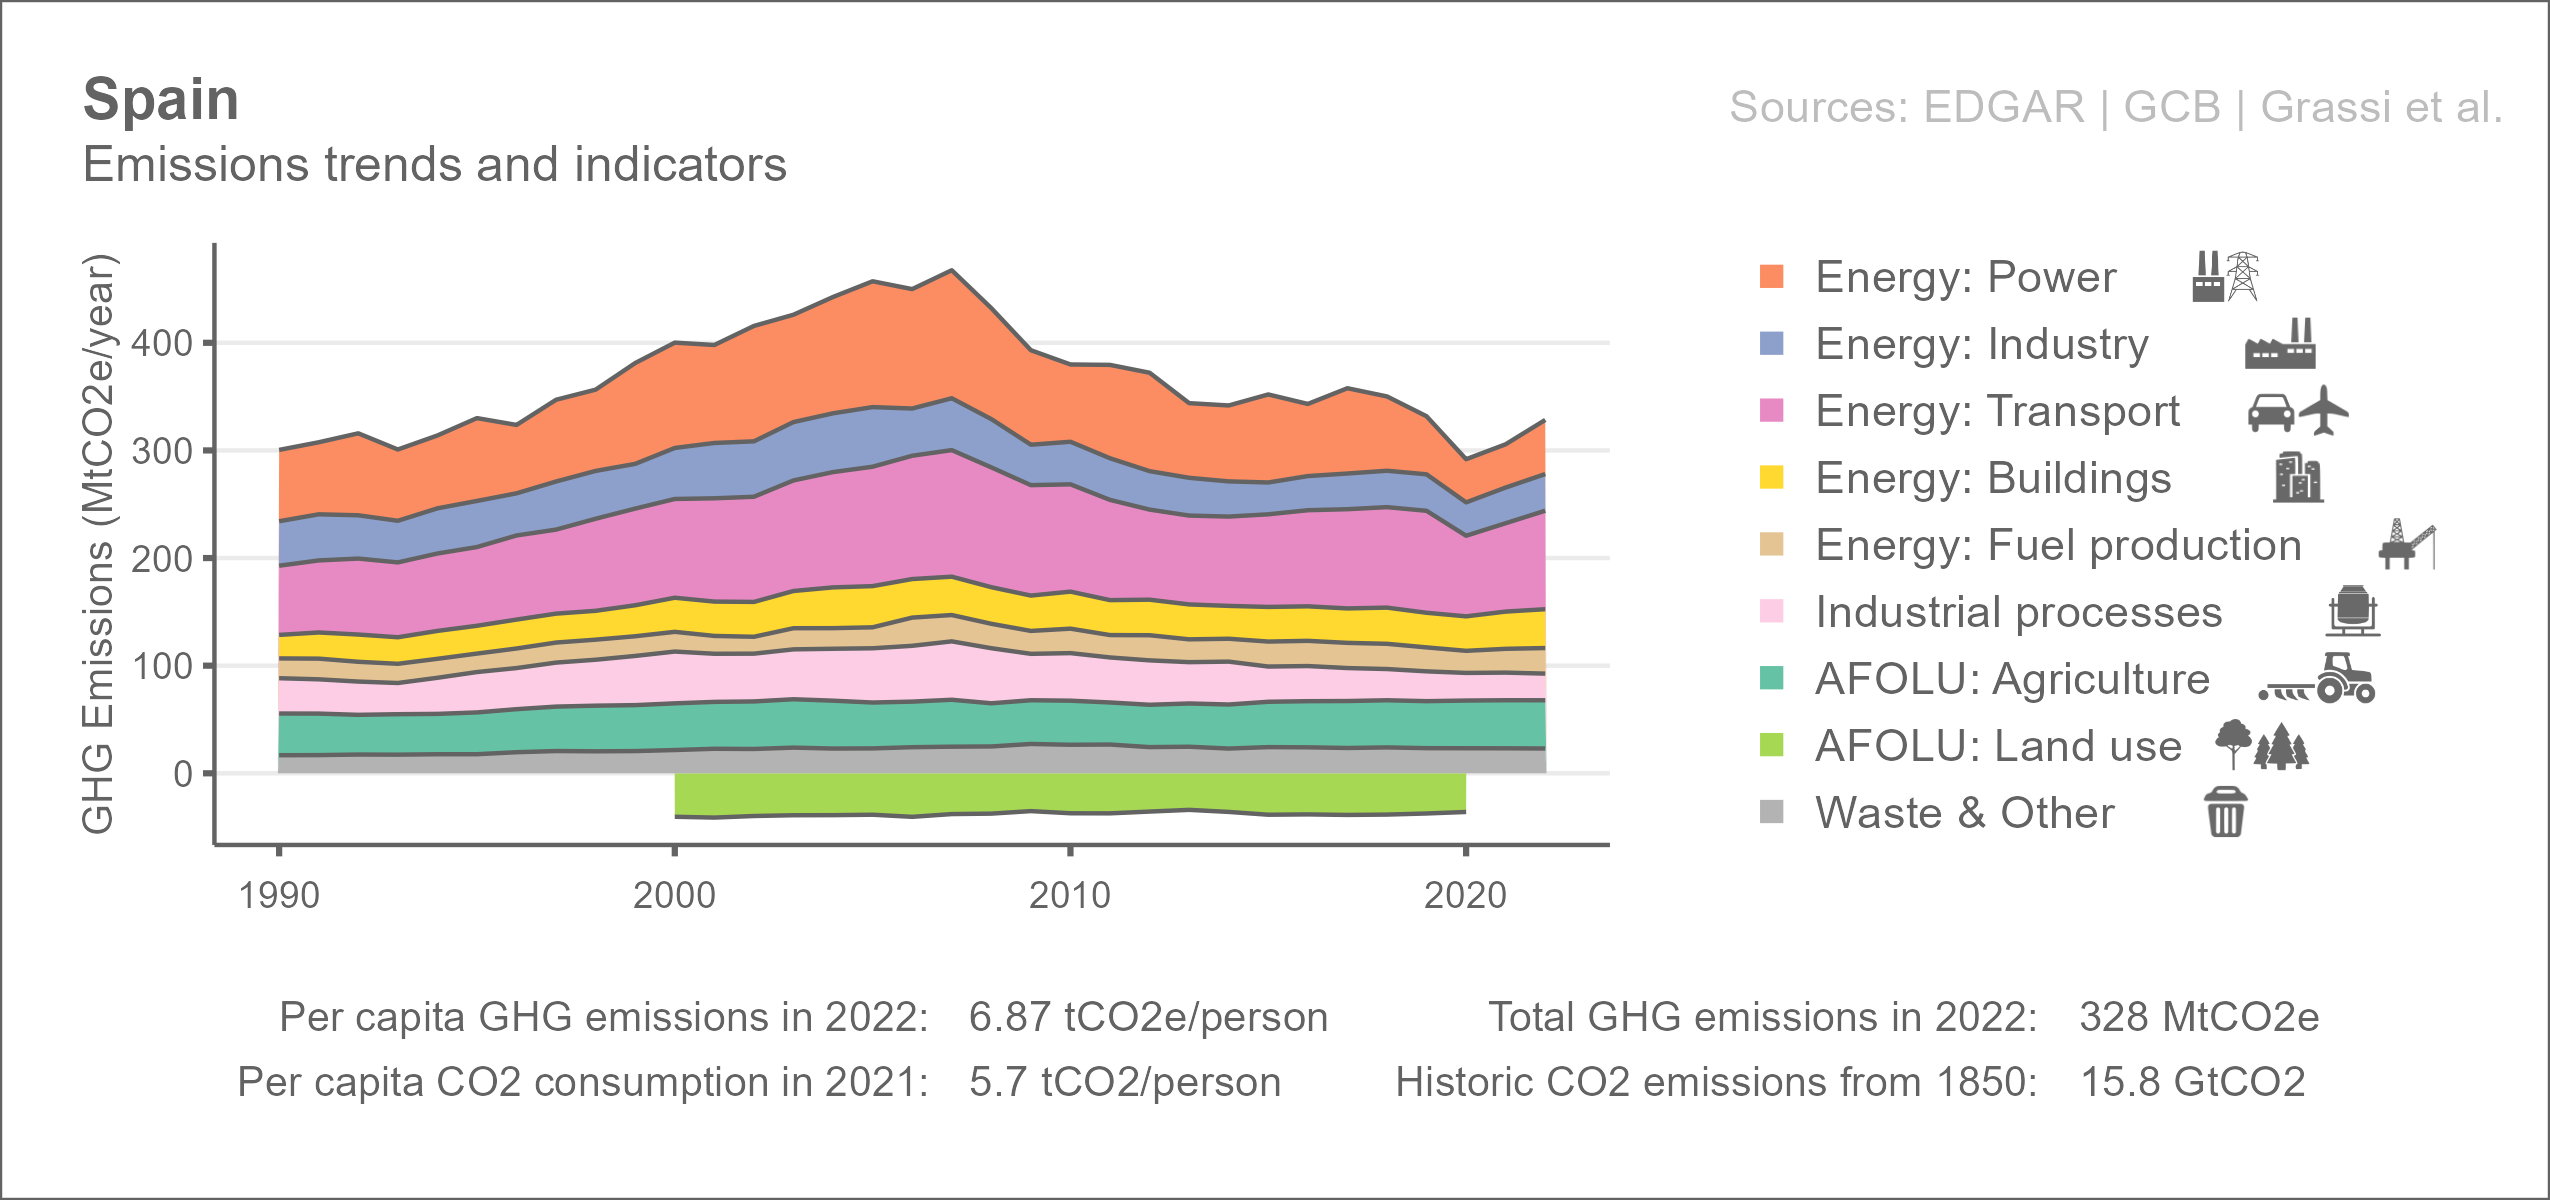 Spain
Sources: EDGAR | GCB | Grassi et al.
Emissions trends and indicators
GHG Emissions (MtCO2e/year)
400
300
200
100
0
1990
2000
2010
2020
Energy: Power
Energy: Industry
Energy: Transport
Energy: Buildings
Energy: Fuel production
Industrial processes
AFOLU: Agriculture
AFOLU: Land use
Waste & Other
Per capita GHG emissions in 2022: 6.87 tCO2e/person
Total GHG emissions in 2022: 328 MtCO2e
Per capita CO2 consumption in 2021: 5.7 tCO2/person
Historic CO2 emissions from 1850: 15.8 GtCO2